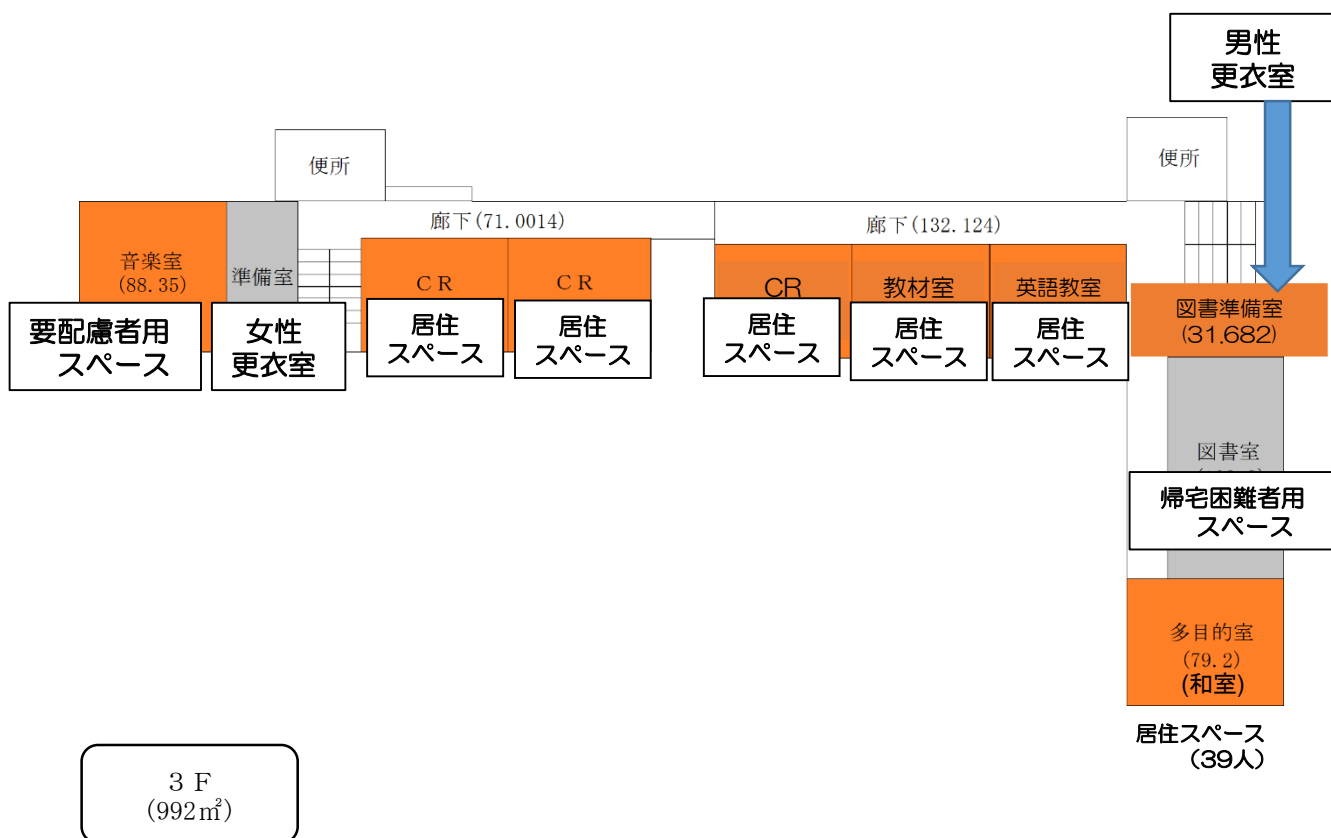 男性
更衣室
便所
便所
廊下(71.0014)
廊下(132.124)
音楽室
(88.35)
準備室
ＣＲ
ＣＲ
CR
教材室
英語教室
図書準備室
(31.682)
要配慮者用
スペース
女性
更衣室
居住
スペース
居住
スペース
居住
スペース
居住
スペース
居住
スペース
図書室
帰宅困難者用
スペース
多目的室
(79.2)
(和室)
居住スペース
(39人)
３Ｆ
(992㎡)